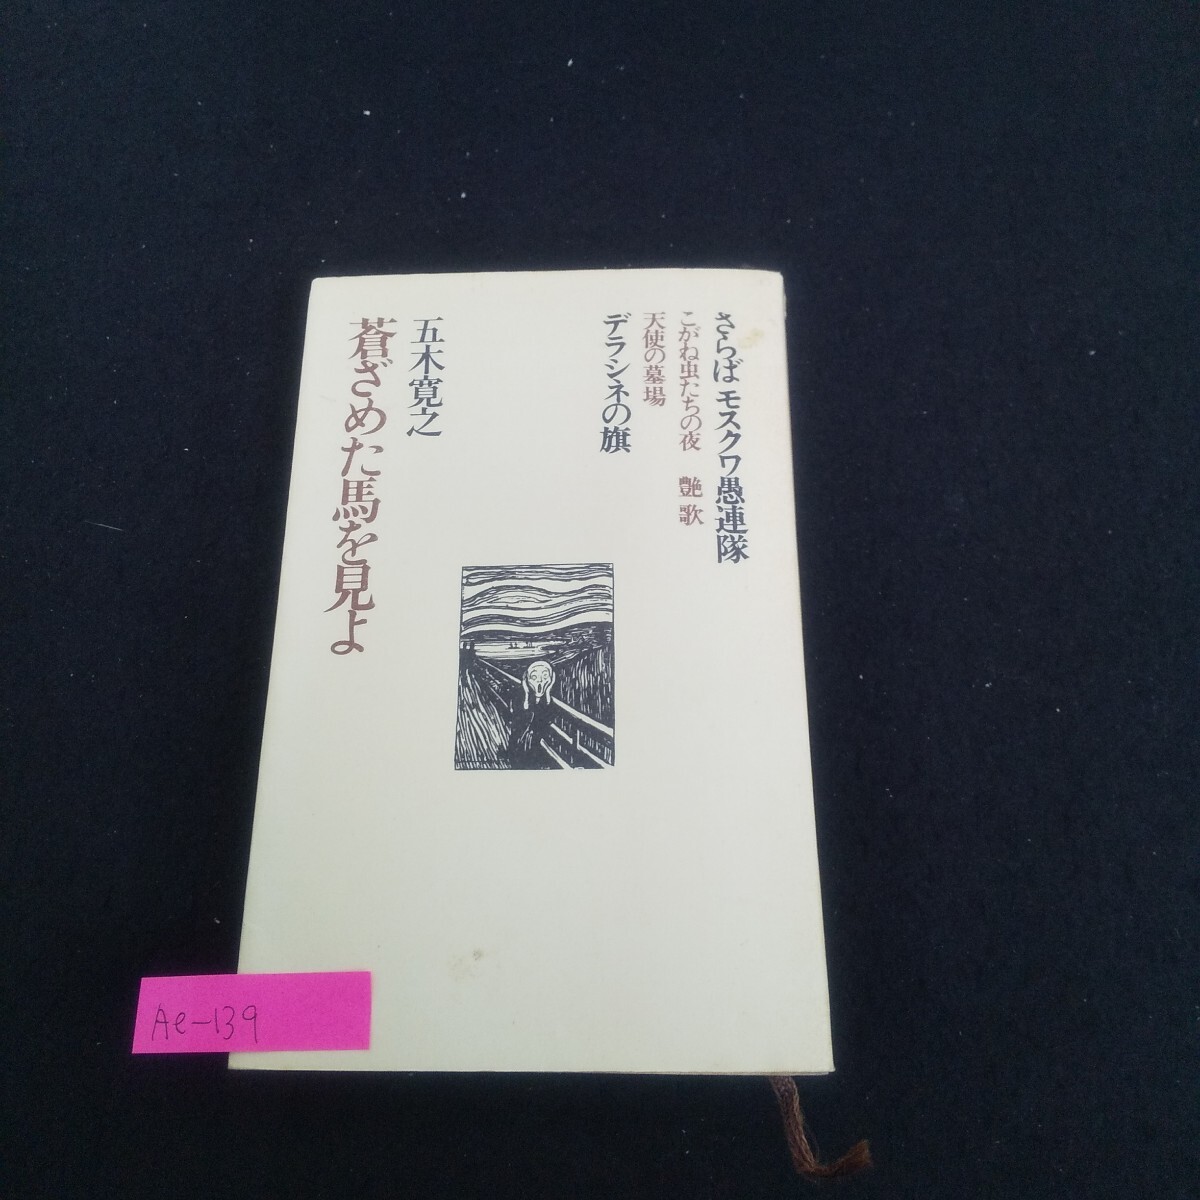 さらばモスクワ愚連隊
こがね虫たちの夜 艶歌
天使の墓場
デラシネの旗
五木寛之
蒼ざめた馬を見よ
Ae-139